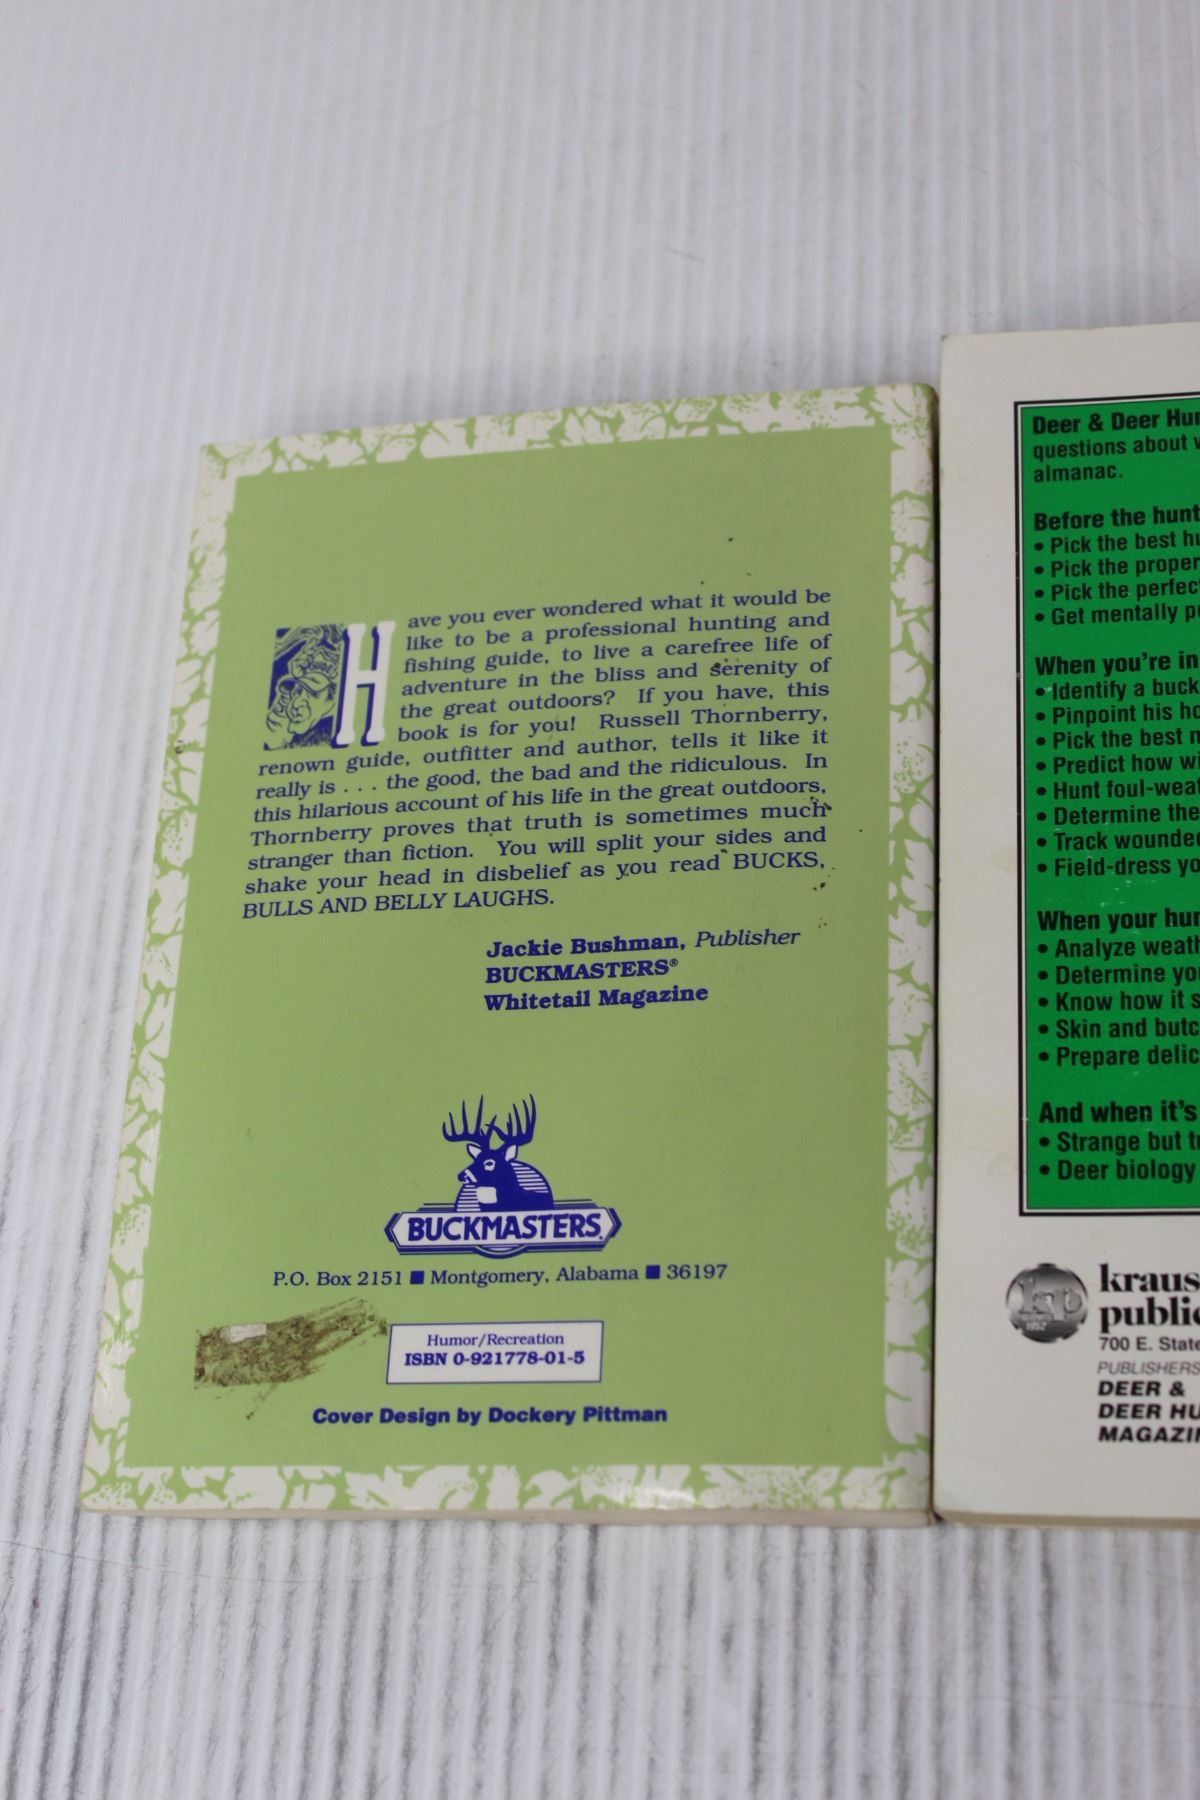 Have you ever wondered what it would be
like to be a professional hunting and
fishing guide, to live a carefree life of
adventure in the bliss and serenity of
the great outdoors? If you have, this
book is for you! Russell Thornberry,
renown guide, outfitter and author, tells it like it
really is . . . the good, the bad and the ridiculous. In
this hilarious account of his life in the great outdoors,
Thornberry proves that truth is sometimes much
stranger than fiction. You will split your sides and
shake your head in disbelief as you read BUCKS,
BULLS AND BELLY LAUGHS.
Jackie Bushman, Publisher
BUCKMASTERS®
Whitetail Magazine
BUCKMASTERS
P.O. Box 2151 ■ Montgomery, Alabama ■ 36197
Humor/Recreation
ISBN 0-921778-01-5
Cover Design by Dockery Pittman
Deer & Deer Hu
questions about
almanac.
Before the hunt
• Pick the best
• Pick the proper
• Pick the perfec
• Get mentally
When you're in
• Identify a buck
• Pinpoint his
• Pick the best
• Predict how
• Hunt foul-wea
• Determine the
• Track wounde
• Field-dress
When your
• Analyze
• Determine
• Know how it
• Skin and
• Prepare
And when it's
• Strange but
• Deer biology
kp
1952
kraus
public
700 E. State
PUBLISHERS
DEER &
DEER HU
MAGAZI